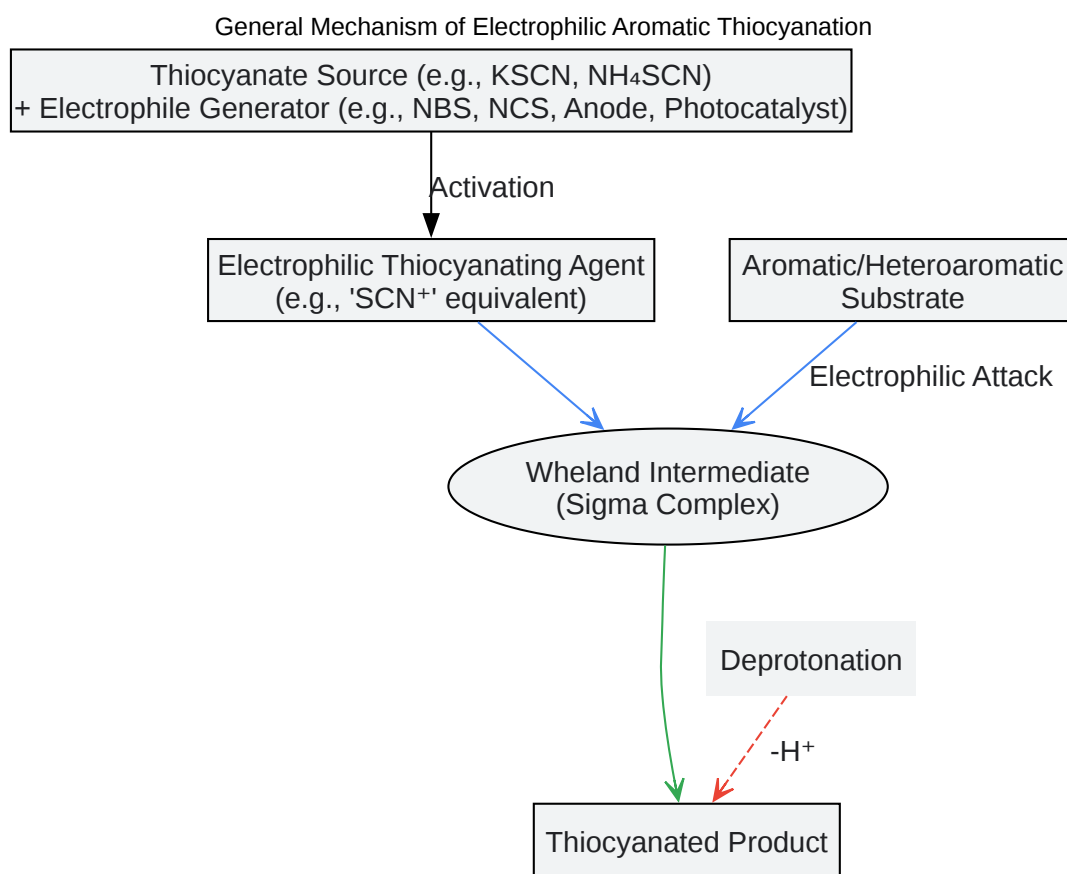 General Mechanism of Electrophilic Aromatic Thiocyanation
Thiocyanate Source (e.g., KSCN, NH₄SCN)
+ Electrophile Generator (e.g., NBS, NCS, Anode, Photocatalyst)
Activation
Electrophilic Thiocyanating Agent
(e.g., 'SCN⁺' equivalent)
Aromatic/Heteroaromatic
Substrate
Electrophilic Attack
Wheland Intermediate
(Sigma Complex)
Deprotonation
-H⁺
Thiocyanated Product